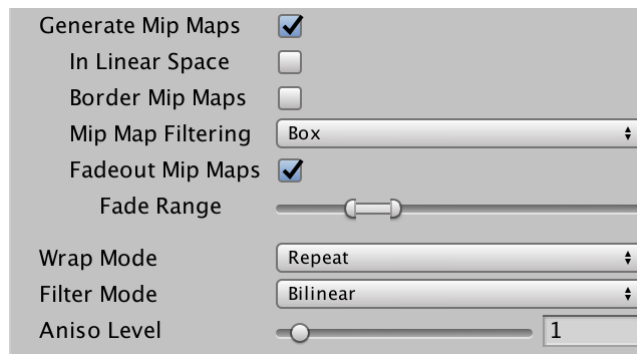 Generate Mip Maps
In Linear Space
Border Mip Maps
Mip Map Filtering Box
Fadeout Mip Maps
Fade Range
Wrap Mode Repeat
Filter Mode Bilinear
Aniso Level 1